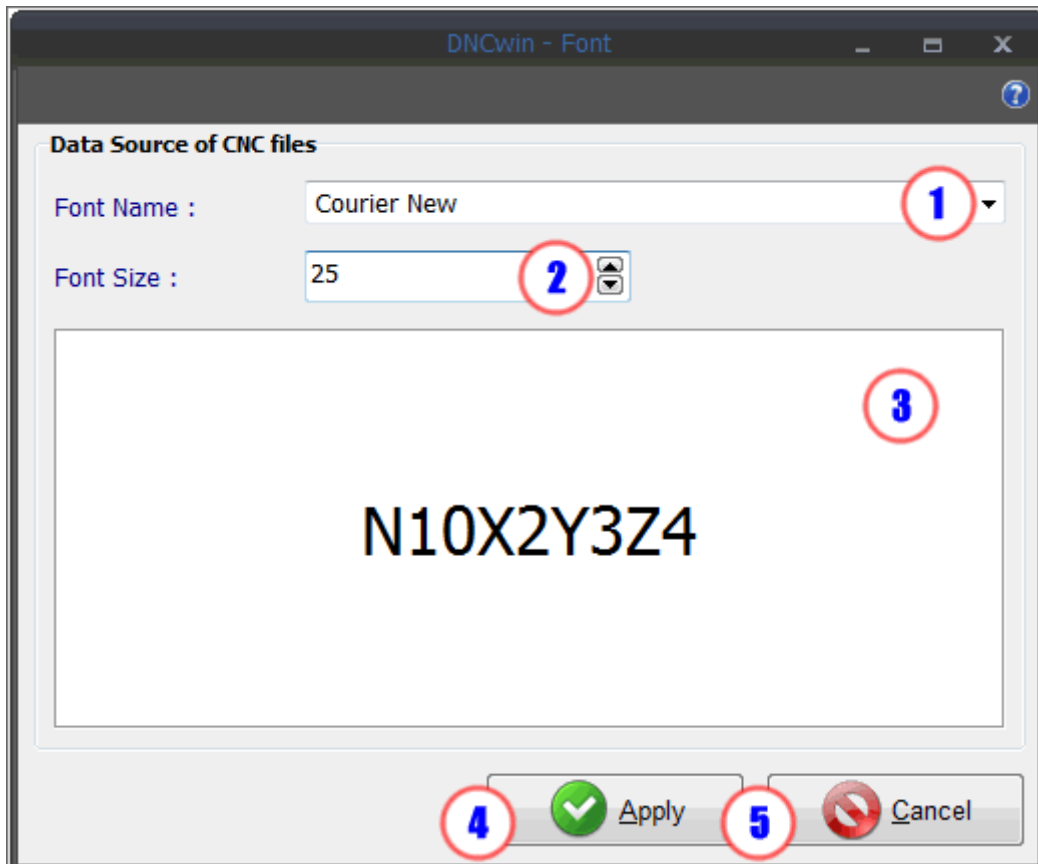 DNCwin - Font
Data Source of CNC files
Font Name : Courier New 1
Font Size : 25 2
3
N10X2Y3Z4
4 Apply 5 Cancel